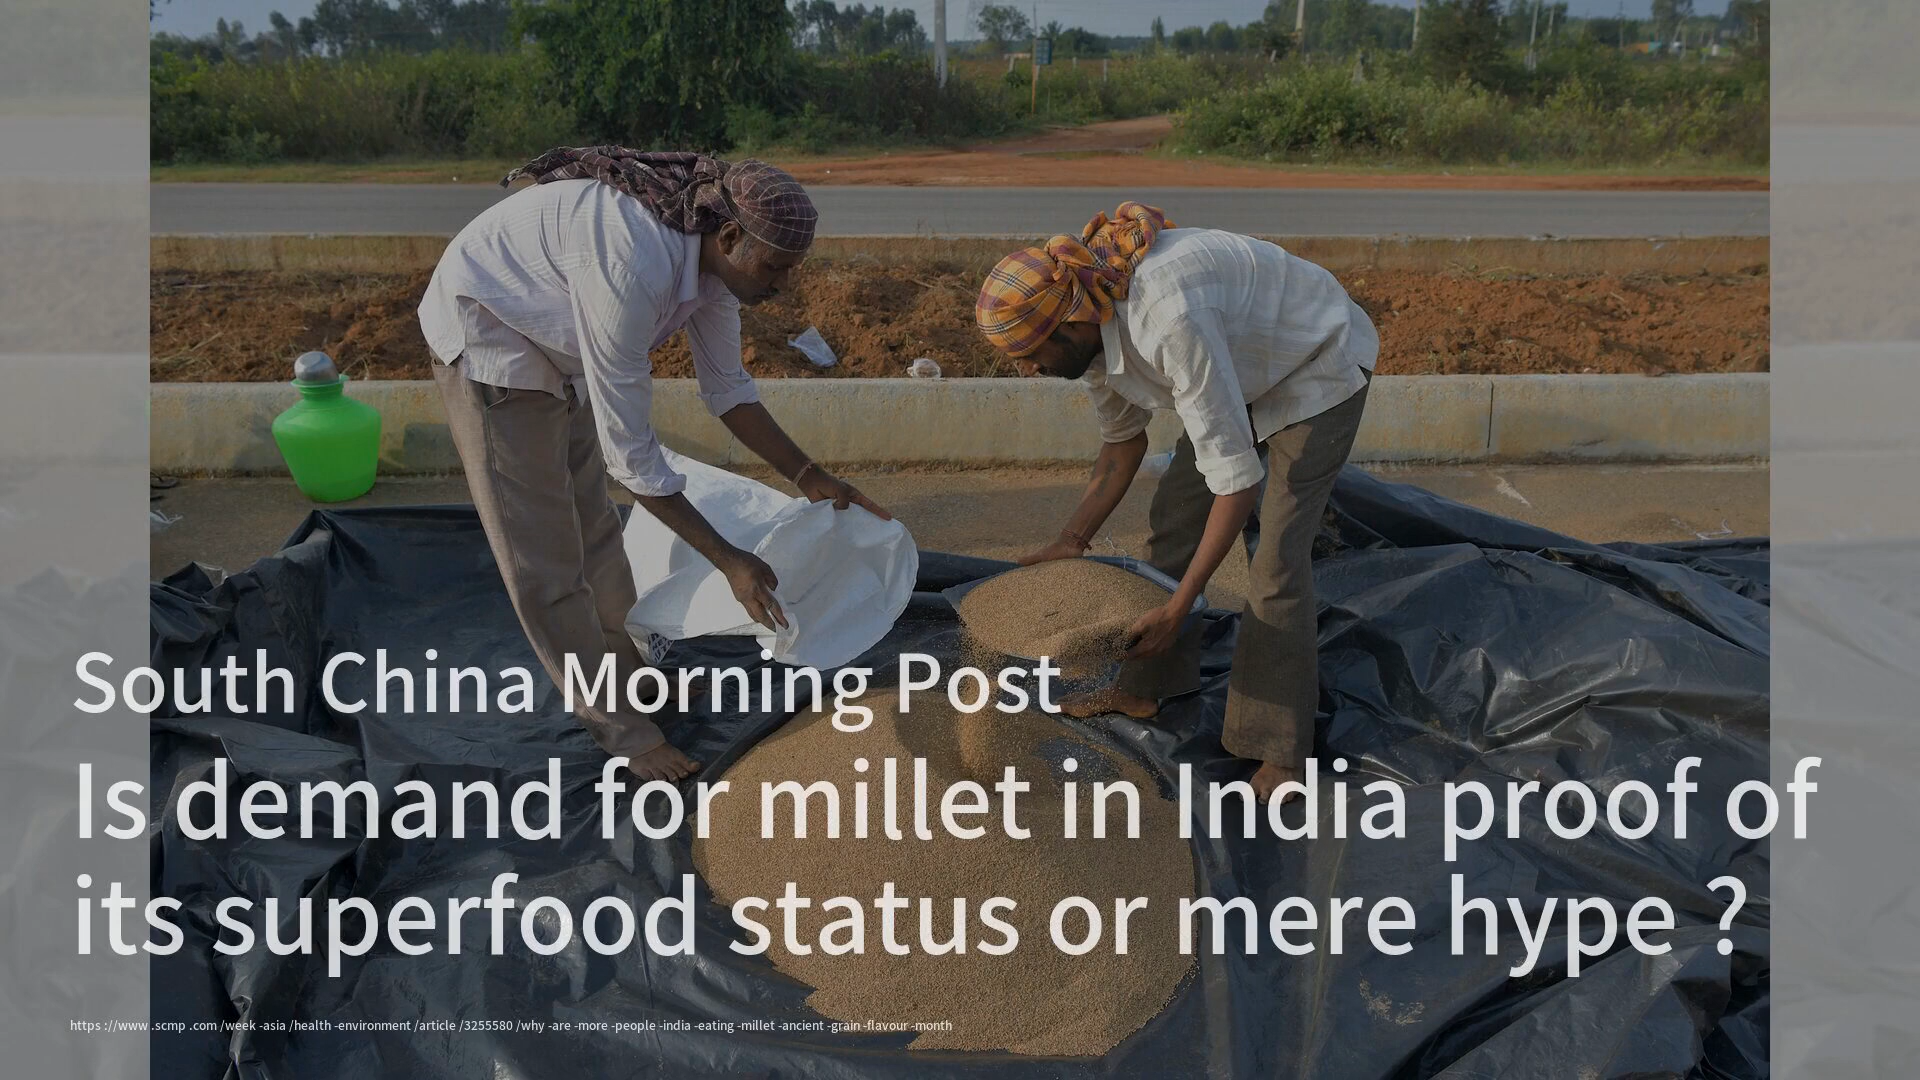 South China Morning Post
Is demand for millet in India proof of
its superfood status or mere hype ?
https ://www .scmp .com /week -asia /health -environment /article /3255580 /why -are -more -people -india -eating -millet -ancient -grain -flavour -month